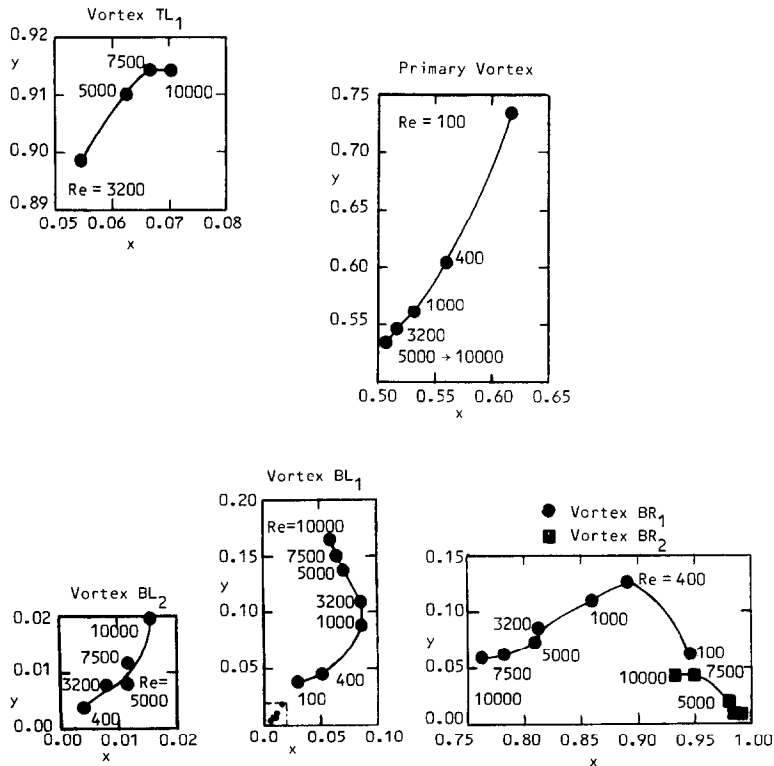 Vortex TL1
0.92
y
0.91
0.90
0.89
7500
5000
10000
Re = 3200
0.05 0.06 0.07 0.08
x
Primary Vortex
0.75
Re = 100
0.70
y
0.65
0.60
0.55
400
1000
3200
5000 → 10000
0.50 0.55 0.60 0.65
x
Vortex BL2
0.02
10000
7500
0.01
3200
Re=
5000
y
0.00
400
0.00 0.01 0.02
x
Vortex BL1
0.20
Re=10000
0.15
7500
5000
y
3200
0.10
1000
0.05
400
100
0.00
0.00 0.05 0.10
x
Vortex BR1
Vortex BR2
0.15
Re = 400
0.10
1000
3200
y
0.05
5000
100
7500
10000
7500
10000
5000
0.00
0.75 0.80 0.85 0.90 0.95 1.00
x